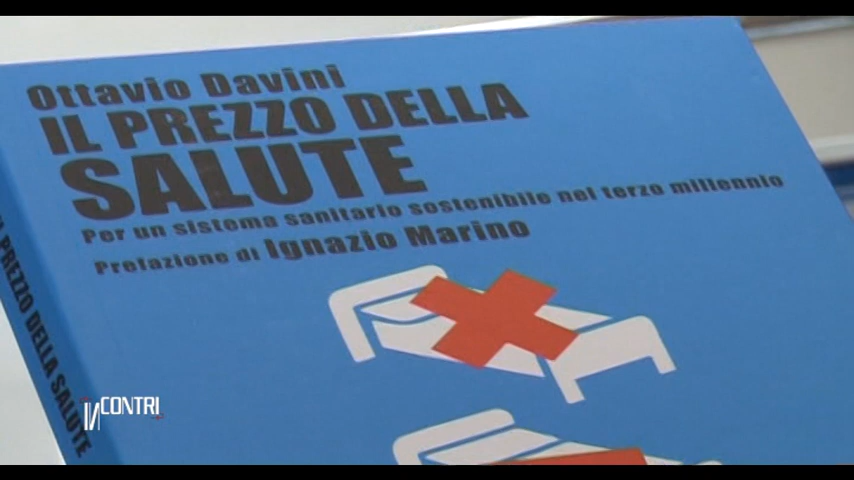 Ottavio Davini
IL PREZZO DELLA
SALUTE
Per un sistema sanitario sostenibile nel terzo millennio
Prefazione di Ignazio Marino
IL PREZZO DELLA SALUTE
INCONTRI